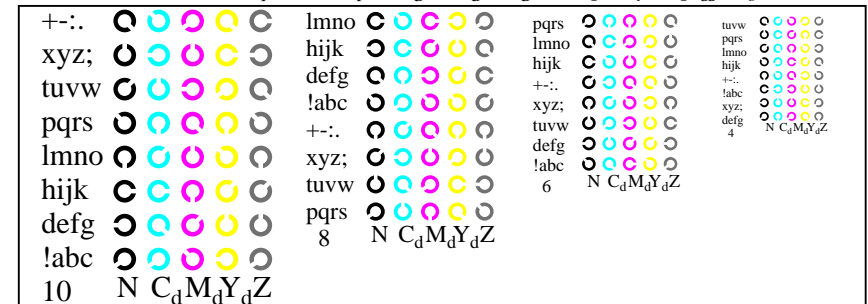 +-:.
xyz;
tuvw
pqrs
lmno
hijk
defg
!abc
10 N CdMdYdZ
lmno
hijk
defg
!abc
+-:.
xyz;
tuvw
pqrs
8 N CdMdYdZ
pqrs
lmno
hijk
+-:.
xyz;
tuvw
defg
!abc
6 N CdMdYdZ
tuvw
pqrs
lmno
hijk
+-:.
!abc
xyz;
defg
4 N CdMdYdZ